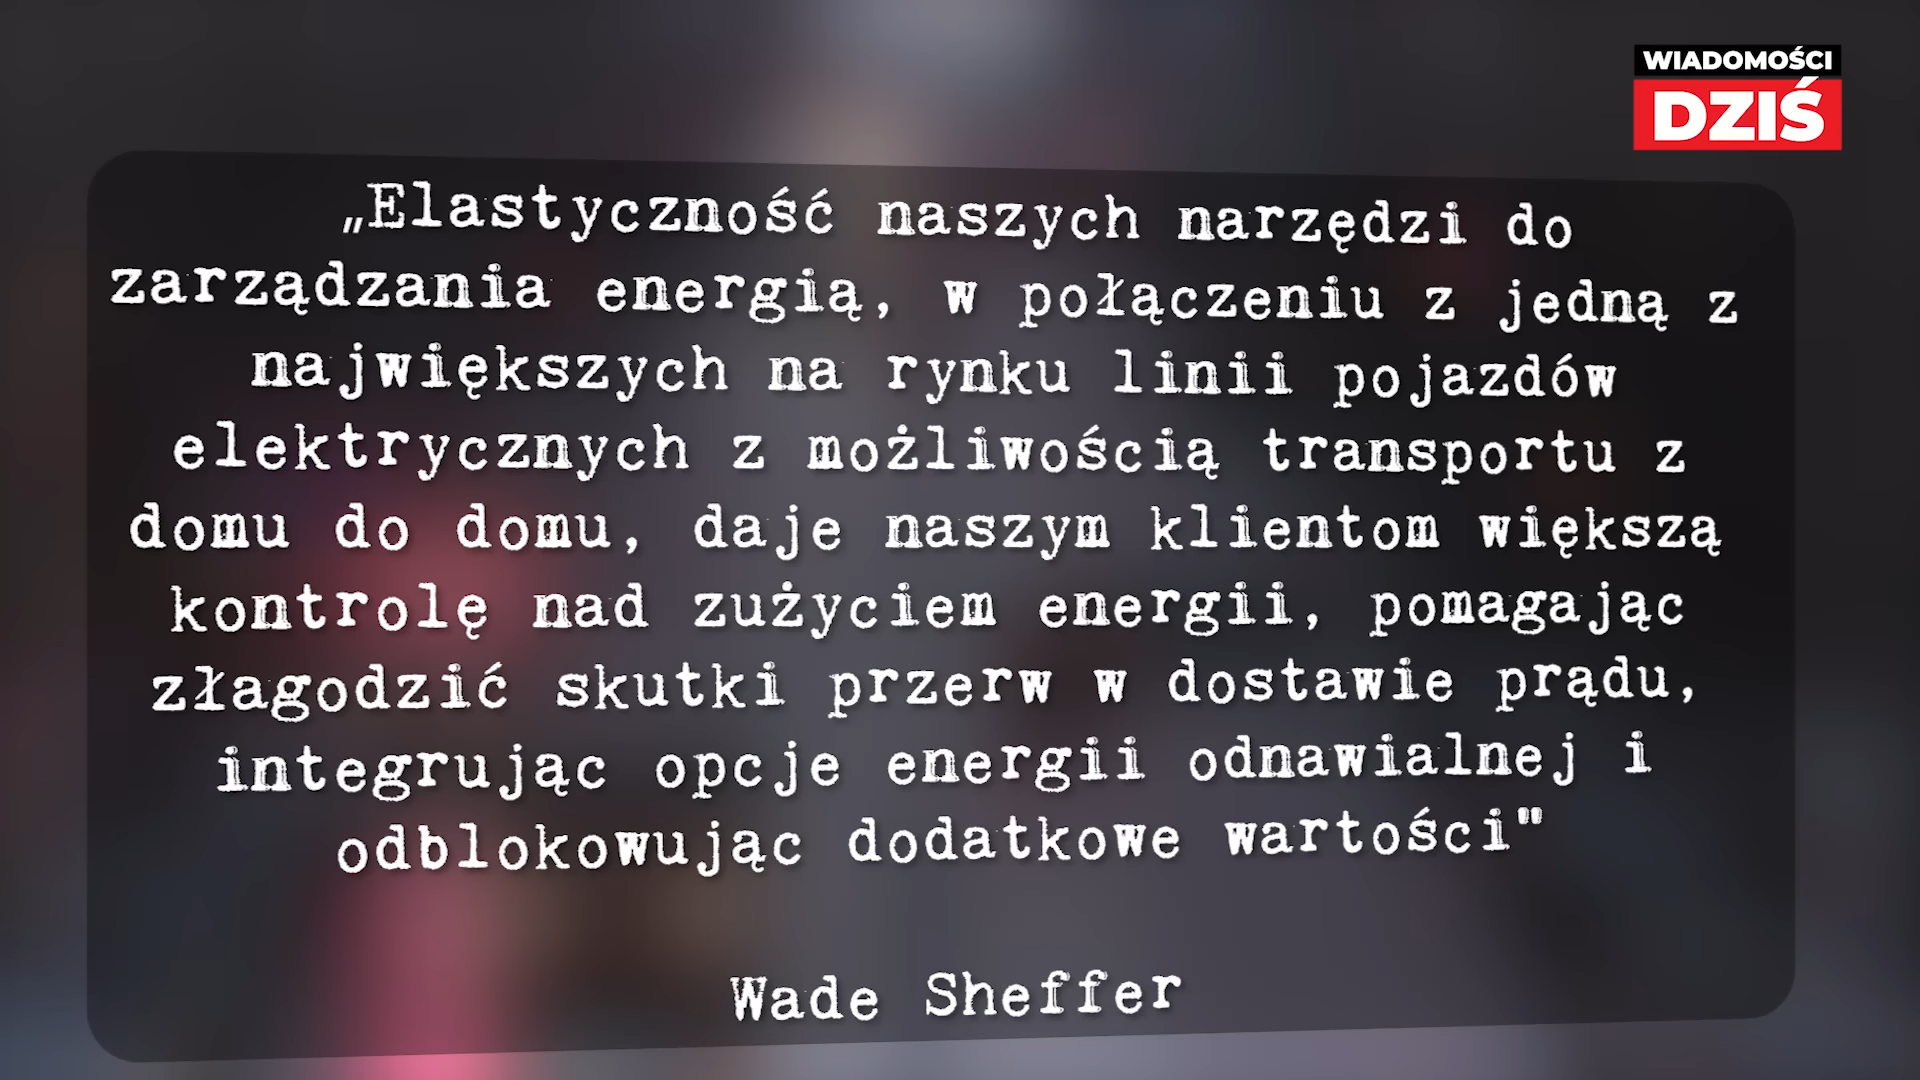 WIADOMOŚCI
DZIŚ
„Elastyczność naszych narzędzi do
zarządzania energią, w połączeniu z jedną z
największych na rynku linii pojazdów
elektrycznych z możliwością transportu z
domu do domu, daje naszym klientom większą
kontrolę nad zużyciem energii, pomagając
złagodzić skutki przerw w dostawie prądu,
integrując opcje energii odnawialnej i
odblokowując dodatkowe wartości"
Wade Sheffer